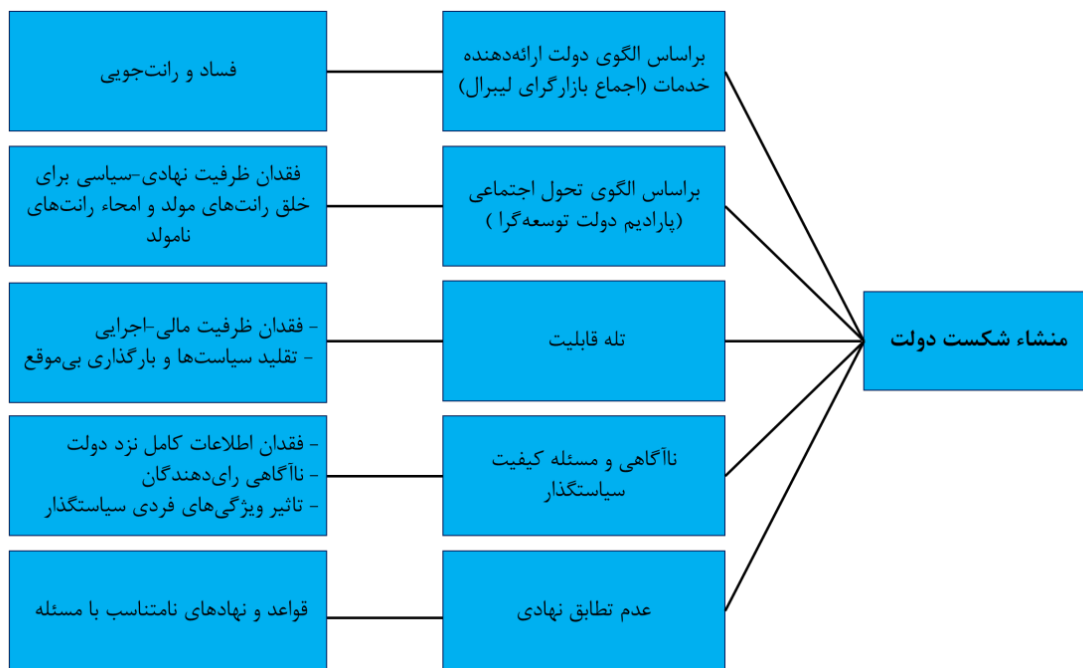 منشاء شکست دولت
براساس الگوی دولت ارائه‌دهنده
خدمات (اجماع بازارگرای لیبرال)
فساد و رانت‌جویی
براساس الگوی تحول اجتماعی
(پارادیم دولت توسعه‌گرا )
فقدان ظرفیت نهادی-سیاسی برای
خلق رانت‌های مولد و امحاء رانت‌های
نامولد
تله قابلیت
- فقدان ظرفیت مالی-اجرایی
- تقلید سیاست‌ها و بارگذاری بی‌موقع
ناآگاهی و مسئله کیفیت
سیاستگذار
- فقدان اطلاعات کامل نزد دولت
- ناآگاهی رای‌دهندگان
- تاثیر ویژگی‌های فردی سیاستگذار
عدم تطابق نهادی
قواعد و نهادهای نامتناسب با مسئله